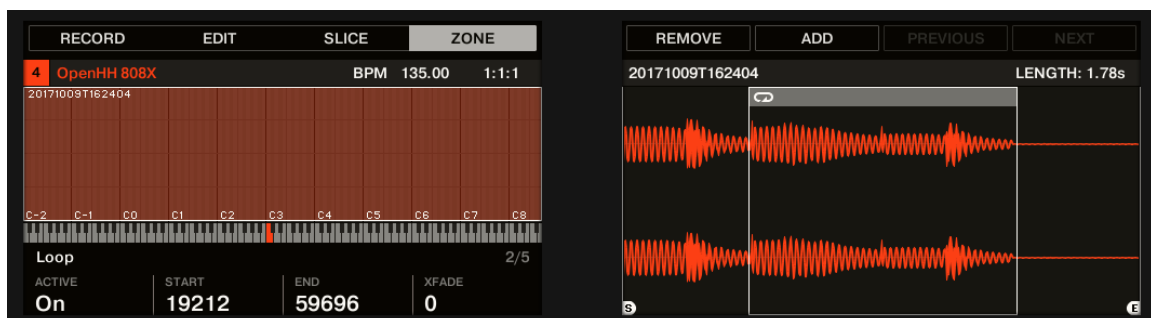 RECORD EDIT SLICE ZONE
4 OpenHH 808X BPM 135.00 1:1:1
20171009T162404
C-2 C-1 C0 C1 C2 C3 C4 C5 C6 C7 C8
Loop 2/5
ACTIVE START END XFADE
On 19212 59696 0
REMOVE ADD PREVIOUS NEXT
20171009T162404 LENGTH: 1.78s
S E